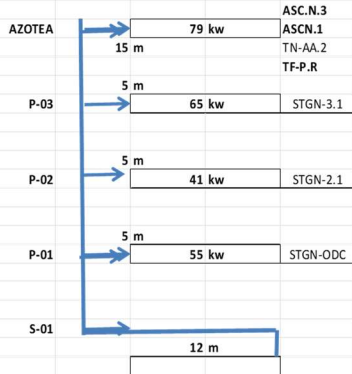 ASC.N.3
AZOTEA 79 kw ASCN.1
15 m TN-AA.2
TF-P.R
5 m
P-03 65 kw STGN-3.1
5 m
P-02 41 kw STGN-2.1
5 m
P-01 55 kw STGN-ODC
S-01
12 m